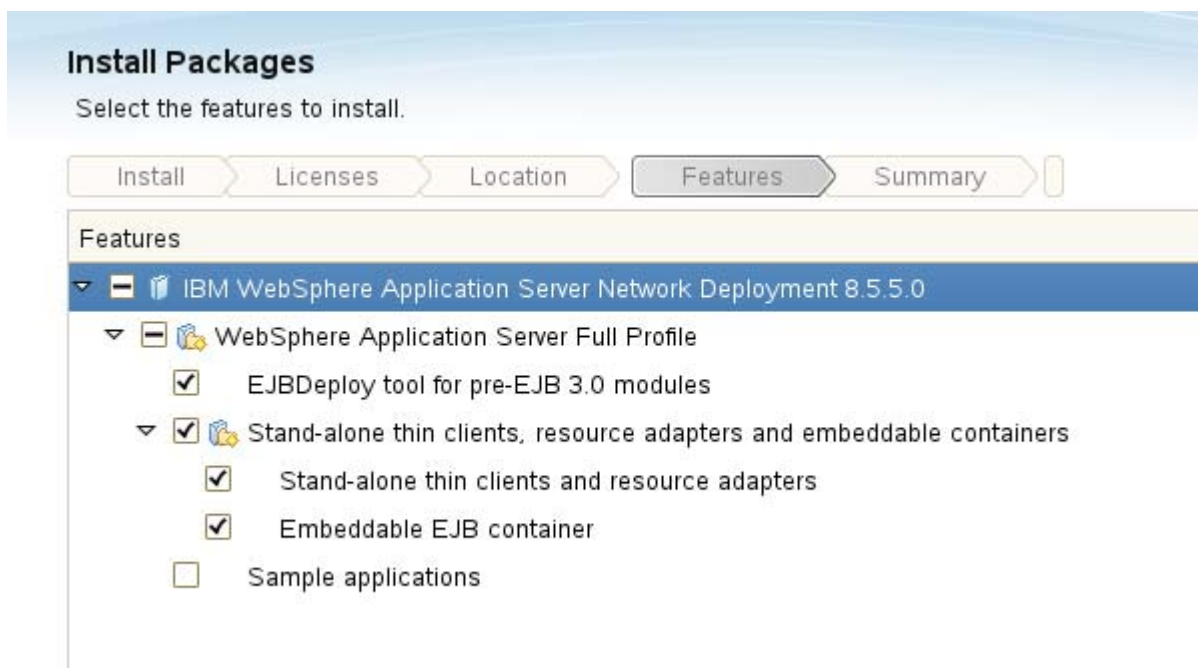 Install Packages
Select the features to install.
Install Licenses Location Features Summary
Features
IBM WebSphere Application Server Network Deployment 8.5.5.0
WebSphere Application Server Full Profile
EJBDeploy tool for pre-EJB 3.0 modules
Stand-alone thin clients, resource adapters and embeddable containers
Stand-alone thin clients and resource adapters
Embeddable EJB container
Sample applications